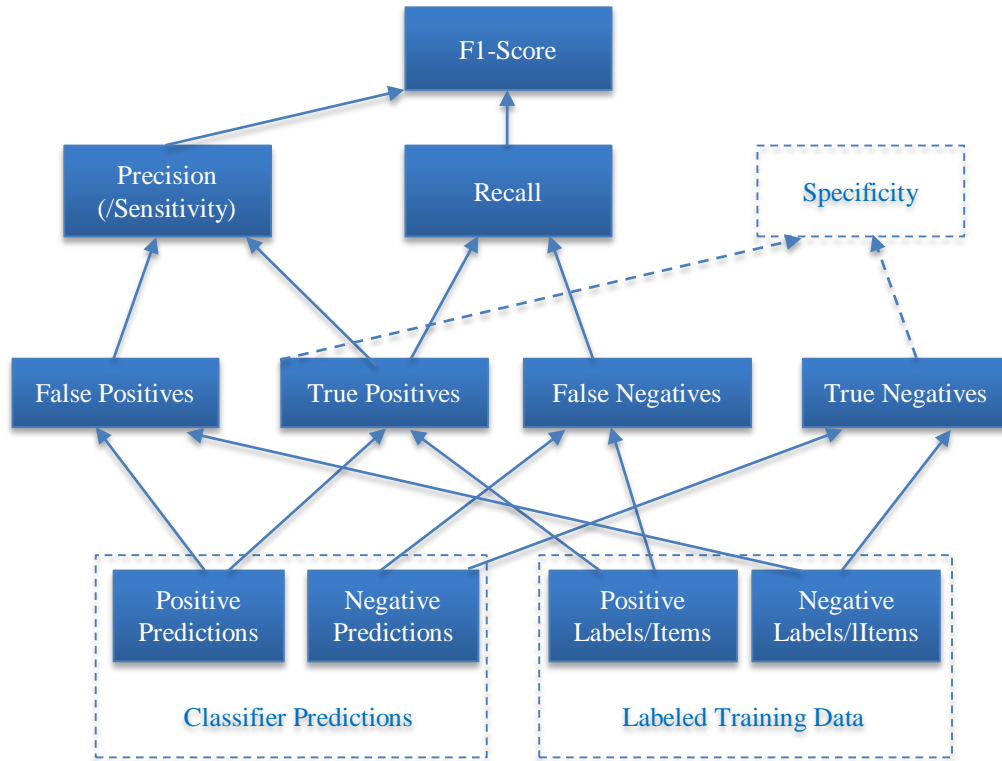 F1-Score
Precision
(/Sensitivity)
Recall
Specificity
False Positives
True Positives
False Negatives
True Negatives
Positive
Predictions
Negative
Predictions
Positive
Labels/Items
Negative
Labels/lItems
Classifier Predictions
Labeled Training Data